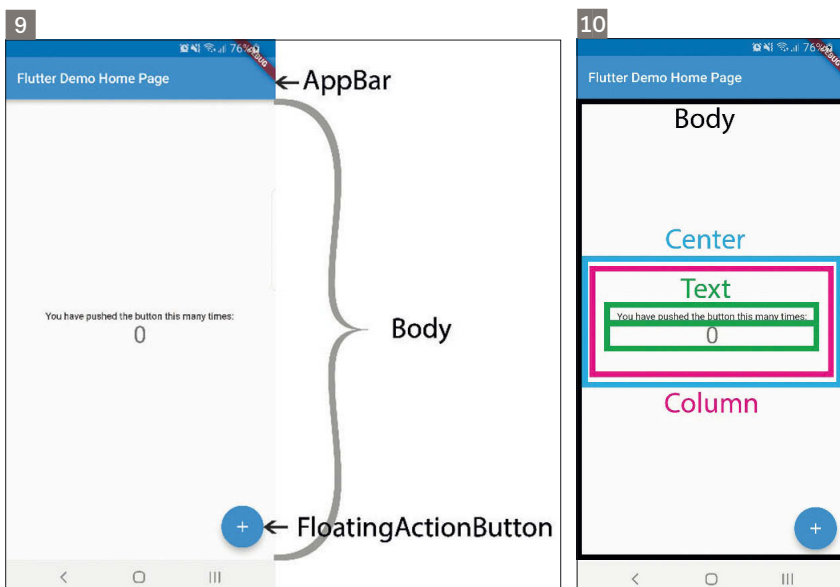 9
76%
DEBUG
Flutter Demo Home Page
AppBar
You have pushed the button this many times:
0
Body
+
FloatingActionButton
10
76%
Flutter Demo Home Page
Body
Center
Text
You have pushed the button this many times:
0
Column
+